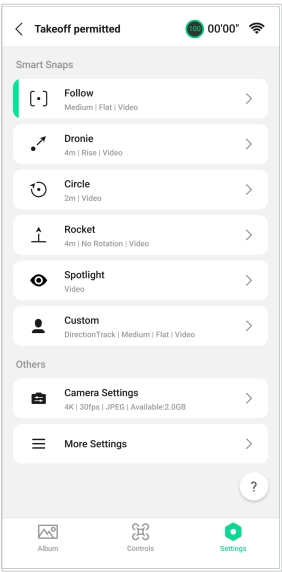 Takeoff permitted
100 00'00"
Smart Snaps
Follow
Medium | Flat | Video
Dronie
4m | Rise | Video
Circle
2m | Video
Rocket
4m | No Rotation | Video
Spotlight
Video
Custom
DirectionTrack | Medium | Flat | Video
Others
Camera Settings
4K | 30fps | JPEG | Available:2.0GB
More Settings
?
Album
Controls
Settings